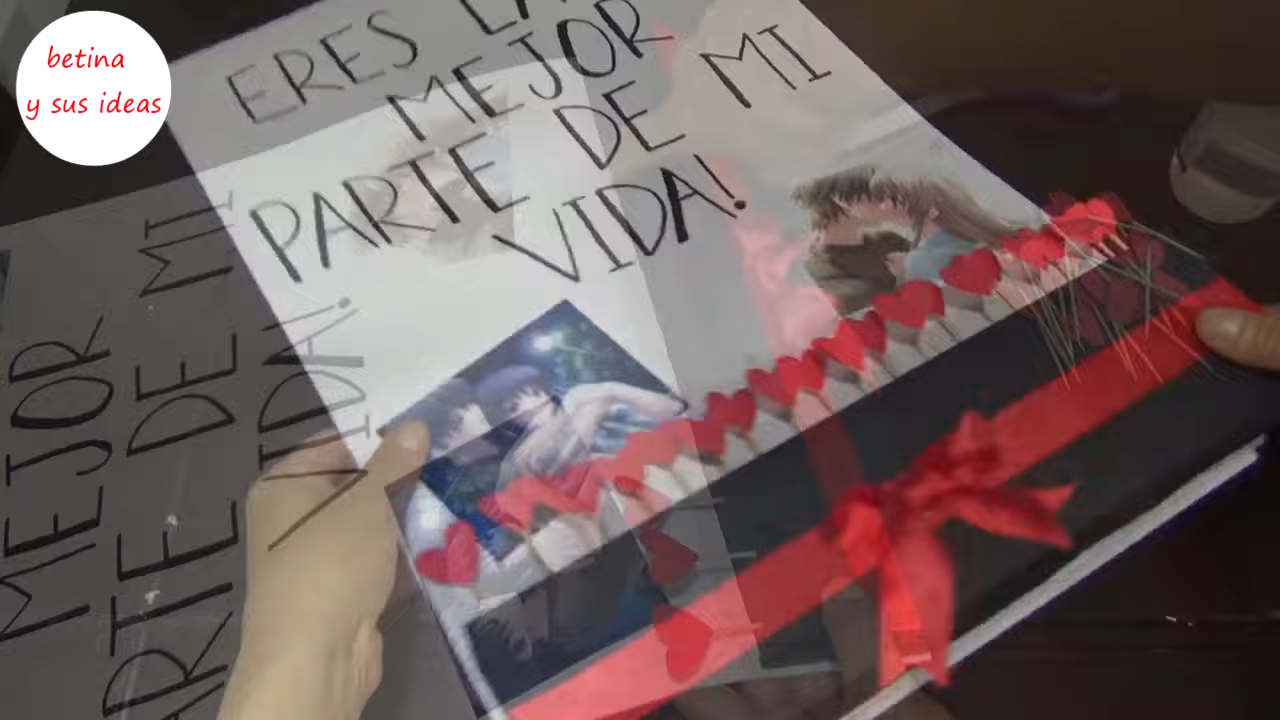 betina
y sus ideas
ERES LA
MEJOR
PARTE DE MI
VIDA!
MEJOR
PARTE DE MI
VIDA!